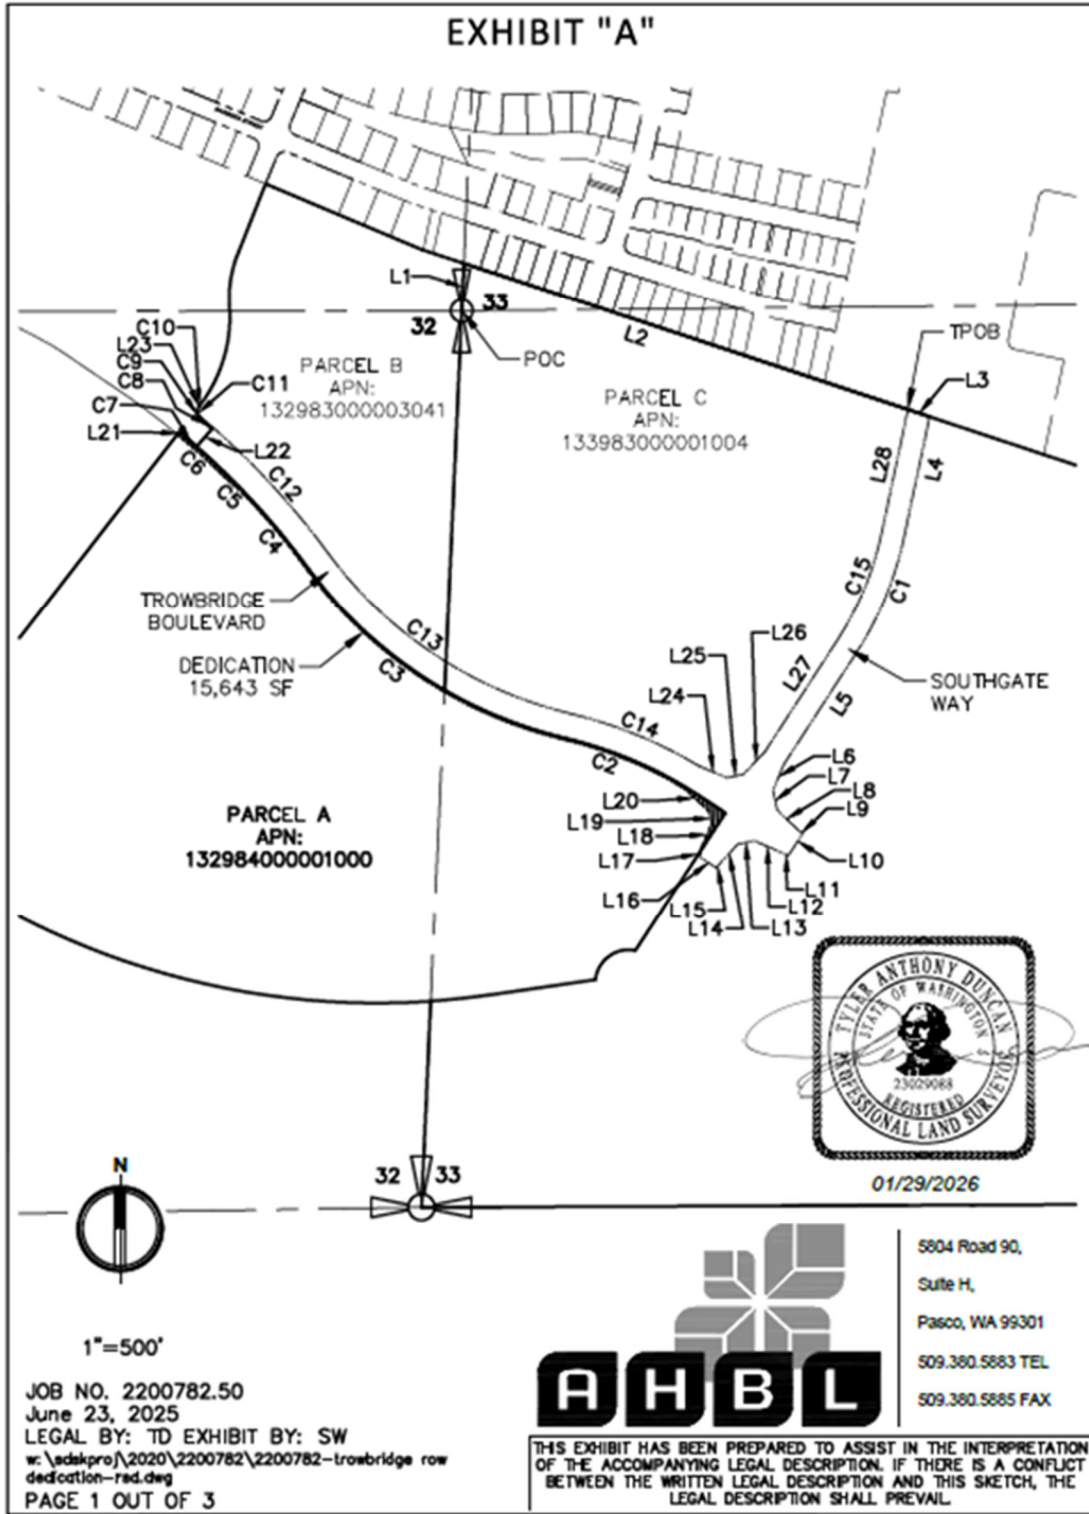 EXHIBIT "A"
L1
33
32
POC
L2
TPOB
L3
C10
L23
C9
C8
C7
L21
C11
L22
C6
C5
C4
C12
PARCEL B
APN:
132983000003041
PARCEL C
APN:
133983000001004
L28
L4
C15
C1
TROWBRIDGE
BOULEVARD
DEDICATION
15,643 SF
C13
C3
C14
C2
L24
L25
L26
L27
L5
SOUTHGATE
WAY
L6
L7
L8
L9
L10
L11
L12
L13
L14
L15
L16
L17
L18
L19
L20
PARCEL A
APN:
132984000001000
TYLER ANTHONY DUNCAN
STATE OF WASHINGTON
23029088
REGISTERED
PROFESSIONAL LAND SURVEYOR
01/29/2026
32 33
N
1"=500'
JOB NO. 2200782.50
June 23, 2025
LEGAL BY: TD EXHIBIT BY: SW
w:\sdskproj\2020\2200782\2200782-trowbridge row
dedication-red.dwg
PAGE 1 OUT OF 3
AHBL
5804 Road 90,
Suite H,
Pasco, WA 99301
509.380.5883 TEL
509.380.5885 FAX
THIS EXHIBIT HAS BEEN PREPARED TO ASSIST IN THE INTERPRETATION
OF THE ACCOMPANYING LEGAL DESCRIPTION. IF THERE IS A CONFLICT
BETWEEN THE WRITTEN LEGAL DESCRIPTION AND THIS SKETCH, THE
LEGAL DESCRIPTION SHALL PREVAIL.